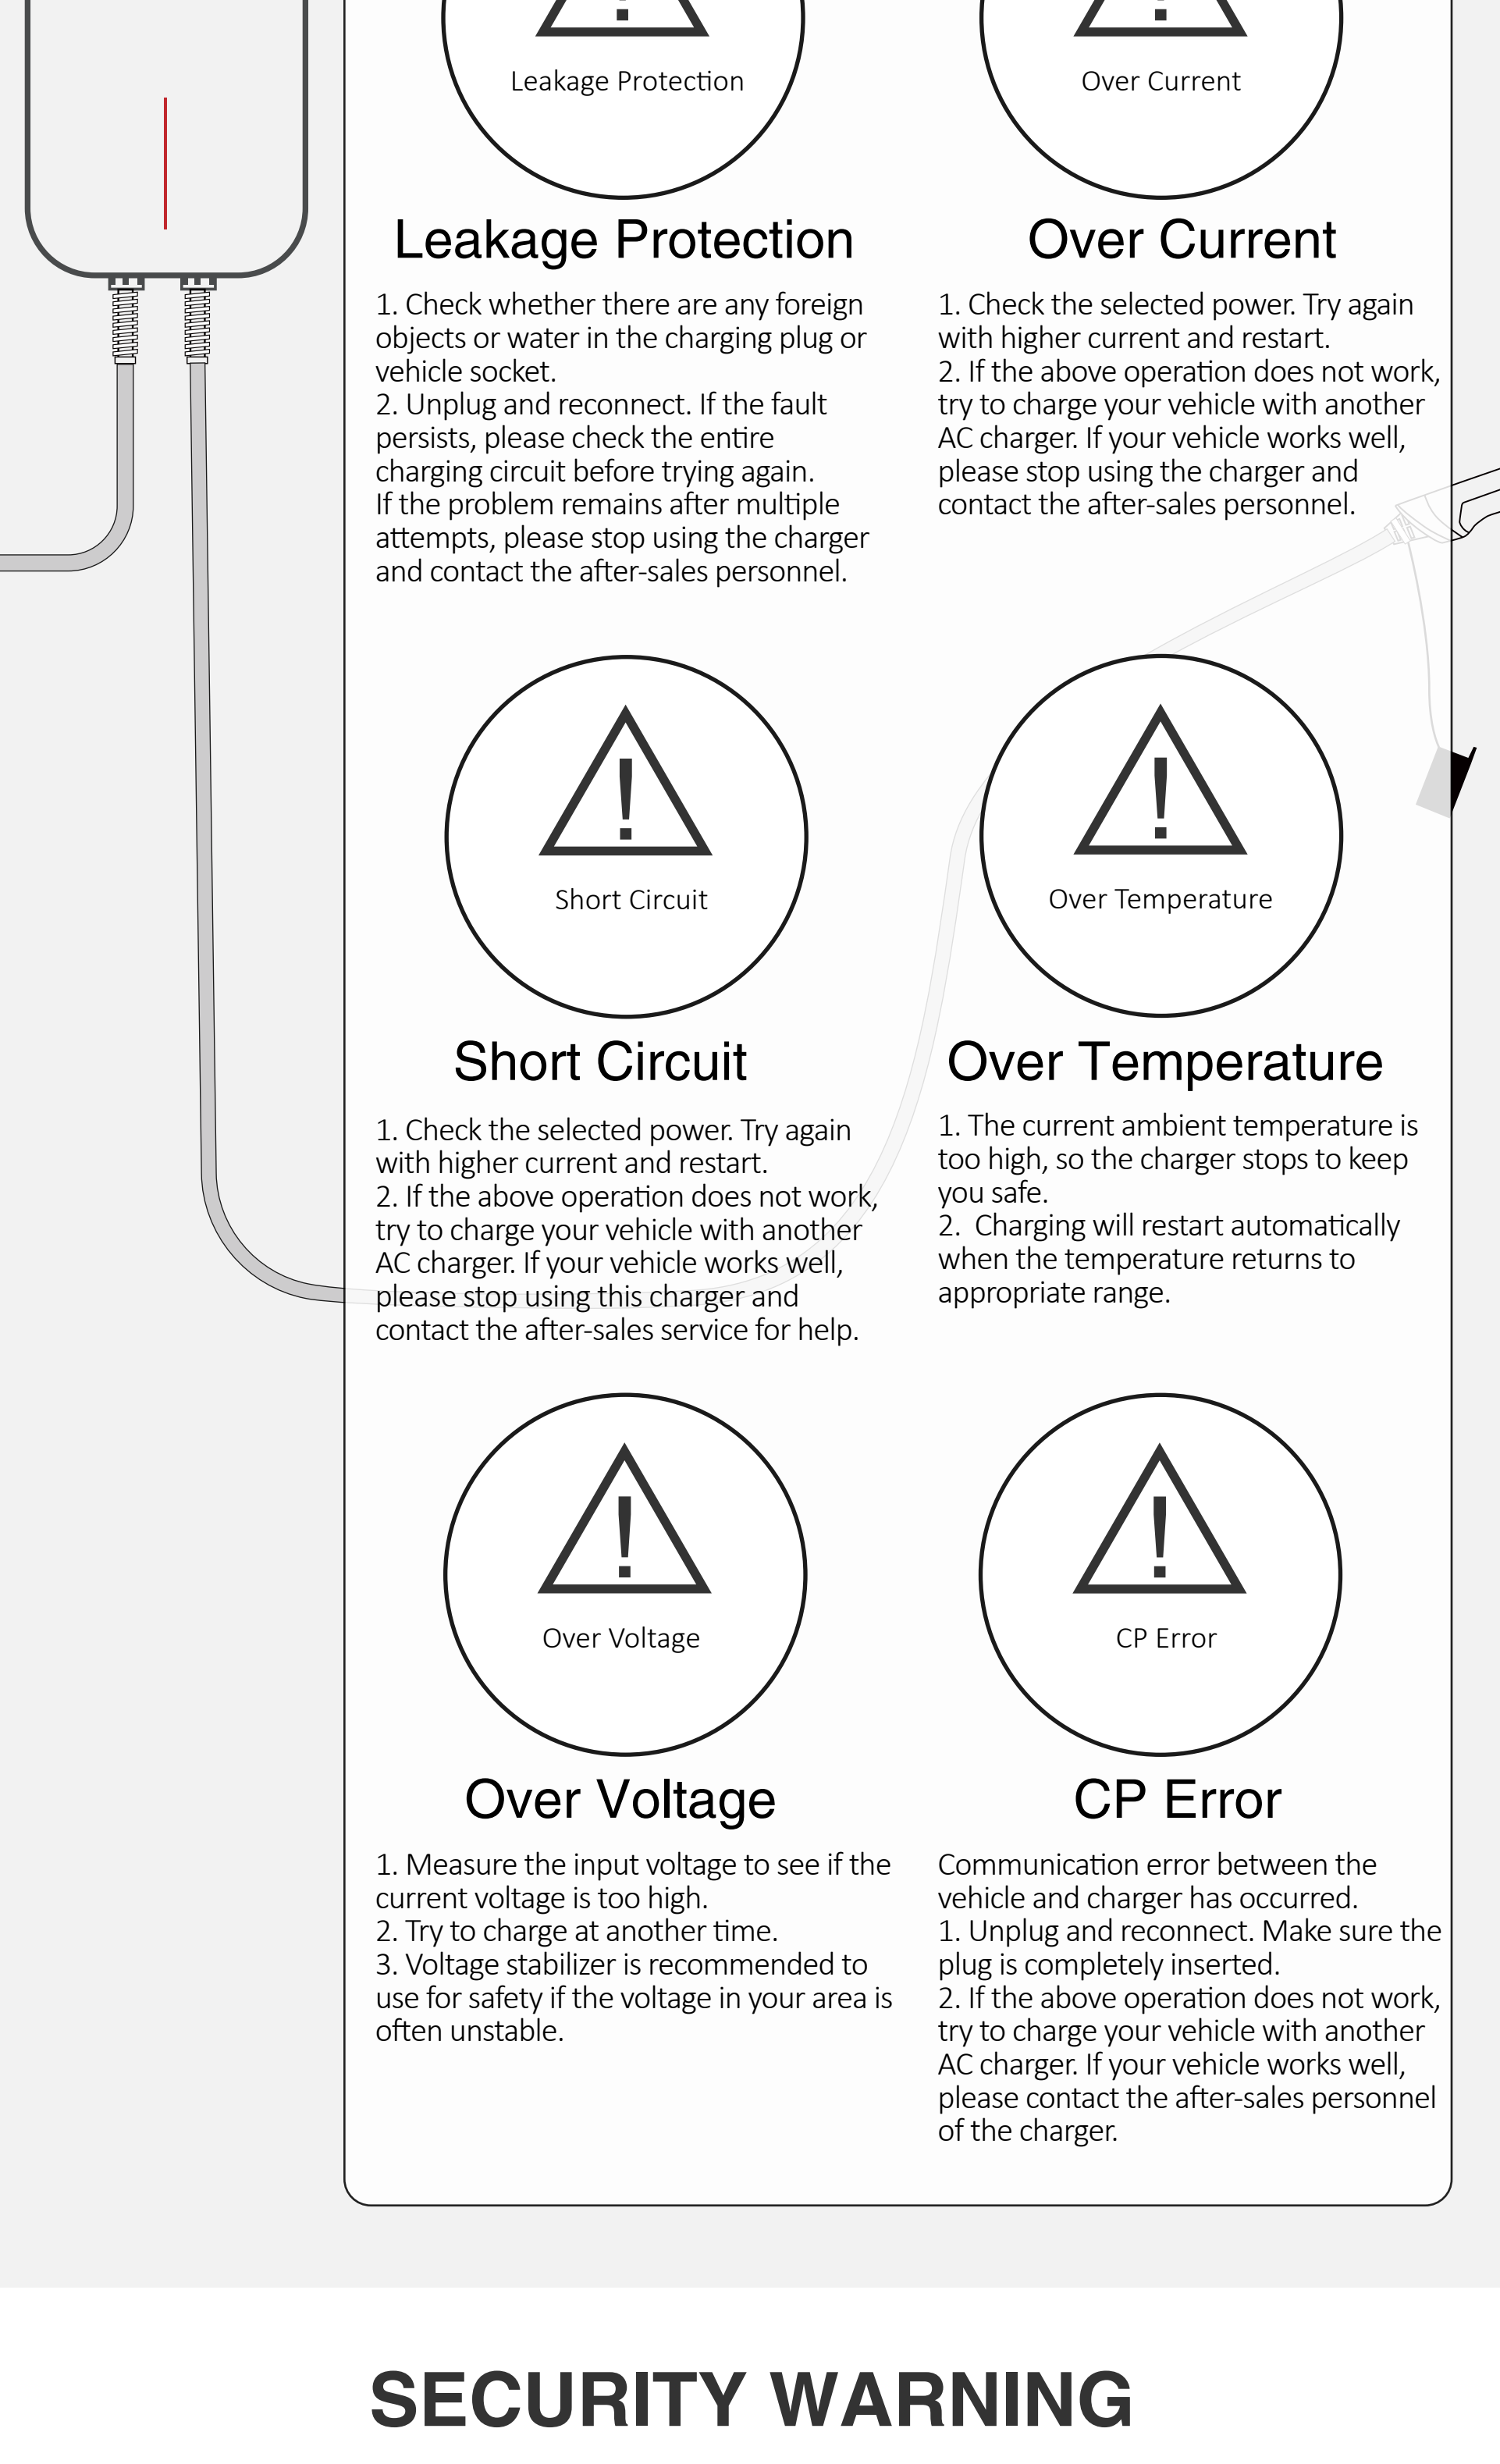 Leakage Protection
Over Current
Leakage Protection
1. Check whether there are any foreign
objects or water in the charging plug or
vehicle socket.
2. Unplug and reconnect. If the fault
persists, please check the entire
charging circuit before trying again.
If the problem remains after multiple
attempts, please stop using the charger
and contact the after-sales personnel.
Over Current
1. Check the selected power. Try again
with higher current and restart.
2. If the above operation does not work,
try to charge your vehicle with another
AC charger. If your vehicle works well,
please stop using the charger and
contact the after-sales personnel.
Short Circuit
Over Temperature
Short Circuit
1. Check the selected power. Try again
with higher current and restart.
2. If the above operation does not work,
try to charge your vehicle with another
AC charger. If your vehicle works well,
please stop using this charger and
contact the after-sales service for help.
Over Temperature
1. The current ambient temperature is
too high, so the charger stops to keep
you safe.
2.  Charging will restart automatically
when the temperature returns to
appropriate range.
Over Voltage
CP Error
Over Voltage
1. Measure the input voltage to see if the
current voltage is too high.
2. Try to charge at another time.
3. Voltage stabilizer is recommended to
use for safety if the voltage in your area is
often unstable.
CP Error
Communication error between the
vehicle and charger has occurred.
1. Unplug and reconnect. Make sure the
plug is completely inserted.
2. If the above operation does not work,
try to charge your vehicle with another
AC charger. If your vehicle works well,
please contact the after-sales personnel
of the charger.
SECURITY WARNING